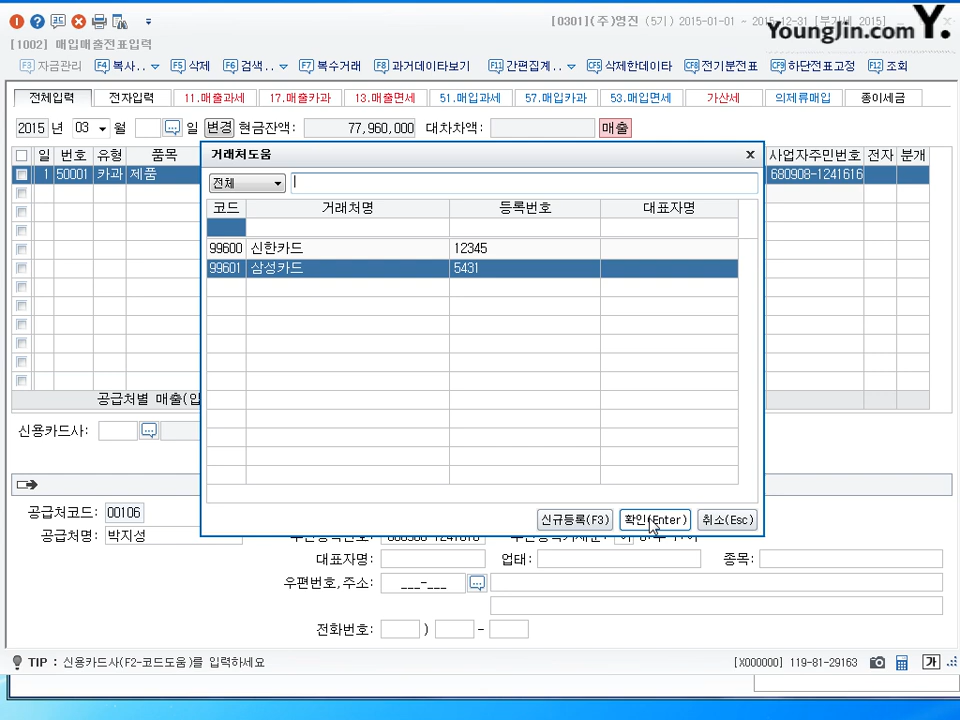 [0301](주)영진 (5기) 2015-01-01 ~ 2015-12-31 [부가세 2015]
YoungJin.com Y.
[1002] 매입매출전표입력
F3 자금관리 F4 복사.. F5 삭제 F6 검색.. F7 복수거래 F8 과거데이타보기 F11 간편집계.. CF5 삭제한데이타 CF8 전기분전표 CF9 하단전표고정 F12 조회
전체입력 전자입력 11.매출과세 17.매출카과 13.매출면세 51.매입과세 57.매입카과 53.매입면세 가산세 의제류매입 종이세금
2015 년 03 월 일 변경 현금잔액: 77,960,000 대차차액: 매출
일 번호 유형 품목 사업자주민번호 전자 분개
1 50001 카과 제품 680908-1241616
거래처도움
전체
코드 거래처명 등록번호 대표자명
99600 신한카드 12345
99601 삼성카드 5431
신규등록(F3) 확인(Enter) 취소(Esc)
공급처별 매출(입
신용카드사:
공급처코드: 00106
공급처명: 박지성
대표자명: 업태: 종목:
우편번호,주소: ___-___
전화번호: ) -
TIP : 신용카드사(F2-코드도움)를 입력하세요
[X000000] 119-81-29163 가